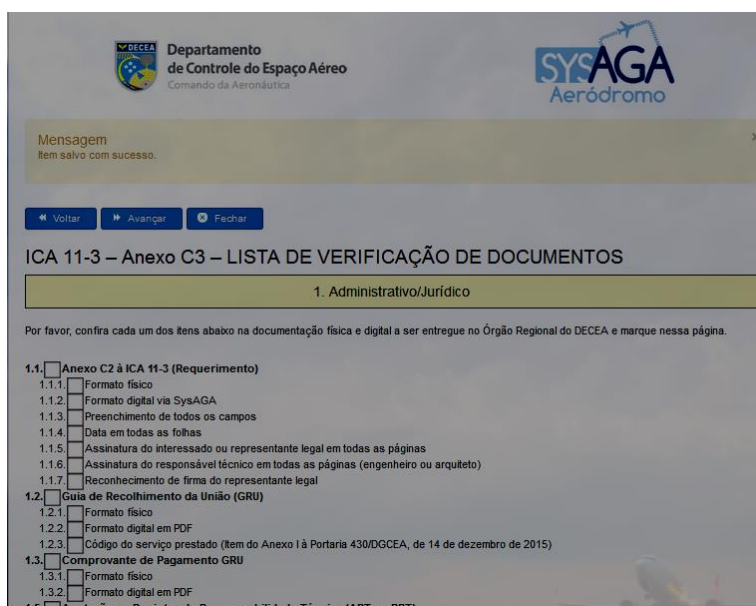 DECEA
Departamento
de Controle do Espaço Aéreo
Comando da Aeronáutica
SYSAGA
Aeródromo
Mensagem
Item salvo com sucesso.
x
Voltar
Avançar
Fechar
ICA 11-3 – Anexo C3 – LISTA DE VERIFICAÇÃO DE DOCUMENTOS
1. Administrativo/Jurídico
Por favor, confira cada um dos itens abaixo na documentação física e digital a ser entregue no Órgão Regional do DECEA e marque nessa página.
1.1. Anexo C2 à ICA 11-3 (Requerimento)
1.1.1. Formato físico
1.1.2. Formato digital via SysAGA
1.1.3. Preenchimento de todos os campos
1.1.4. Data em todas as folhas
1.1.5. Assinatura do interessado ou representante legal em todas as páginas
1.1.6. Assinatura do responsável técnico em todas as páginas (engenheiro ou arquiteto)
1.1.7. Reconhecimento de firma do representante legal
1.2. Guia de Recolhimento da União (GRU)
1.2.1. Formato físico
1.2.2. Formato digital em PDF
1.2.3. Código do serviço prestado (Item do Anexo I à Portaria 430/DGCEA, de 14 de dezembro de 2015)
1.3. Comprovante de Pagamento GRU
1.3.1. Formato físico
1.3.2. Formato digital em PDF